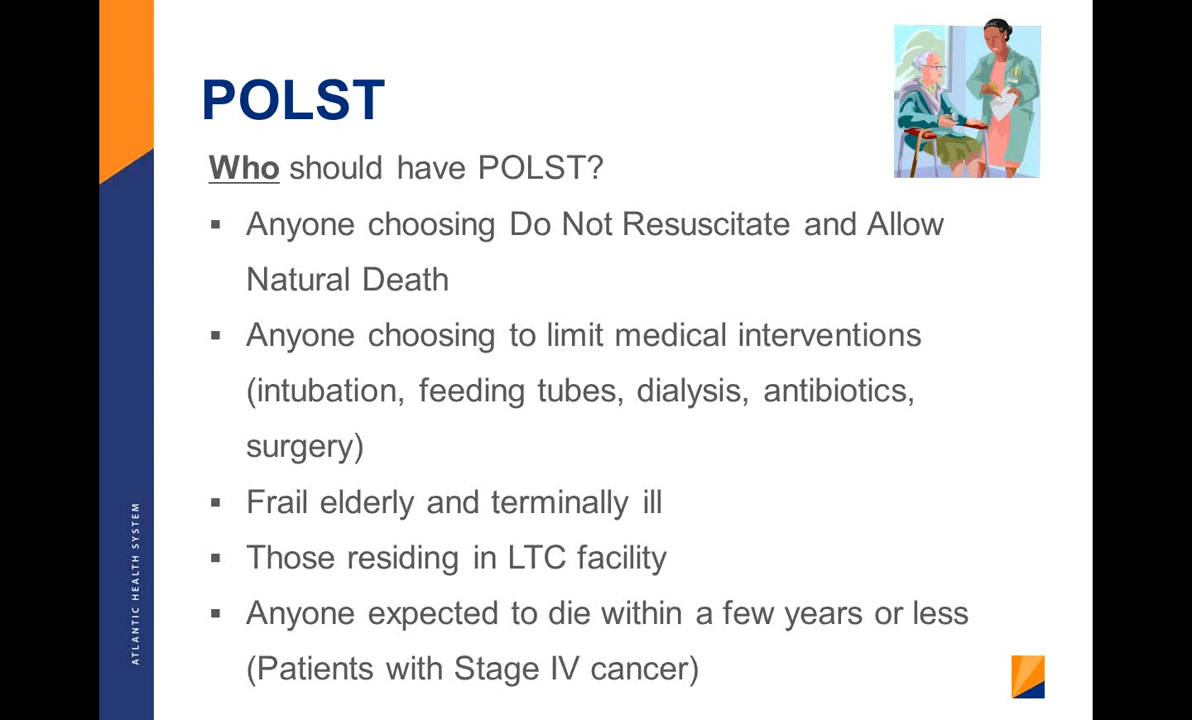 POLST
Who should have POLST?
▪ Anyone choosing Do Not Resuscitate and Allow
Natural Death
▪ Anyone choosing to limit medical interventions
(intubation, feeding tubes, dialysis, antibiotics,
surgery)
▪ Frail elderly and terminally ill
▪ Those residing in LTC facility
▪ Anyone expected to die within a few years or less
(Patients with Stage IV cancer)
ATLANTIC HEALTH SYSTEM